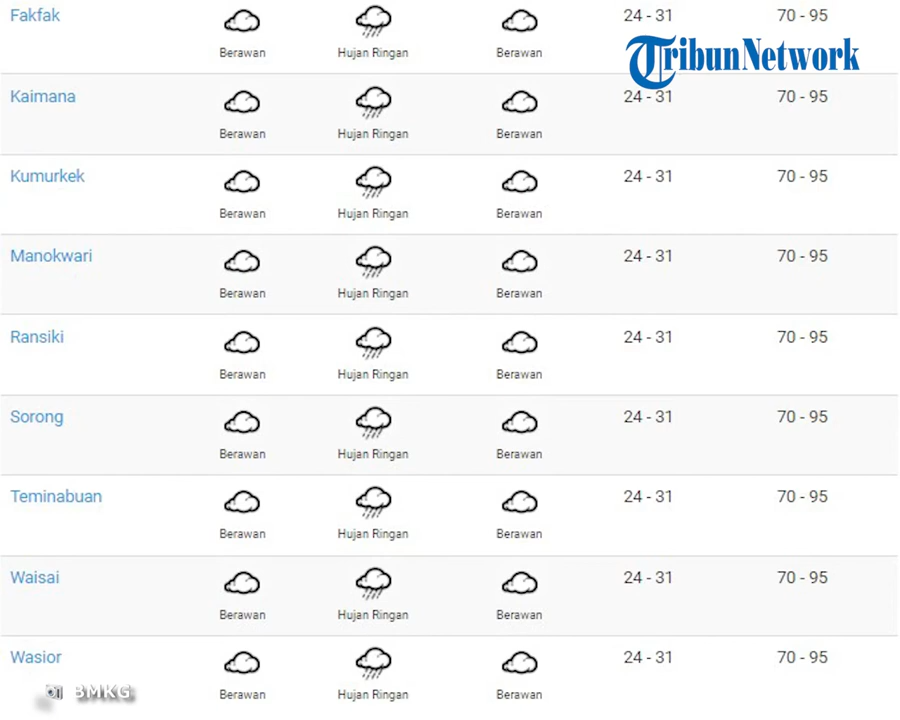 Fakfak 24 - 31 70 - 95
Berawan Hujan Ringan Berawan
Tribun Network
Kaimana 24 - 31 70 - 95
Berawan Hujan Ringan Berawan
Kumurkek 24 - 31 70 - 95
Berawan Hujan Ringan Berawan
Manokwari 24 - 31 70 - 95
Berawan Hujan Ringan Berawan
Ransiki 24 - 31 70 - 95
Berawan Hujan Ringan Berawan
Sorong 24 - 31 70 - 95
Berawan Hujan Ringan Berawan
Teminabuan 24 - 31 70 - 95
Berawan Hujan Ringan Berawan
Waisai 24 - 31 70 - 95
Berawan Hujan Ringan Berawan
Wasior 24 - 31 70 - 95
BMKG
Berawan Hujan Ringan Berawan